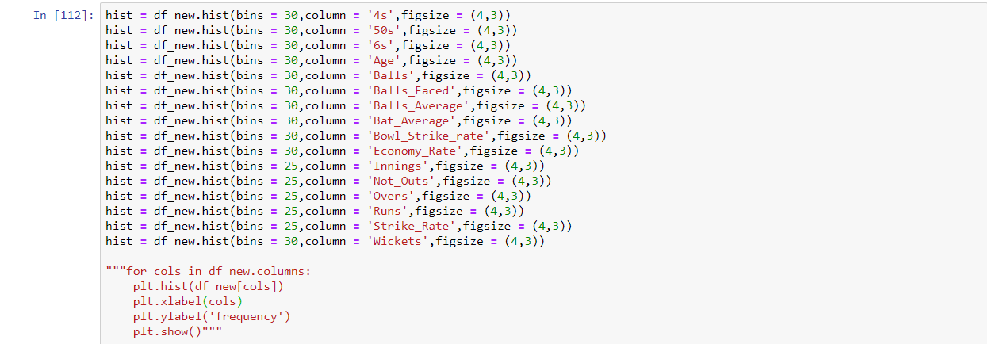 In [112]: hist = df_new.hist(bins = 30,column = '4s',figsize = (4,3))
hist = df_new.hist(bins = 30,column = '50s',figsize = (4,3))
hist = df_new.hist(bins = 30,column = '6s',figsize = (4,3))
hist = df_new.hist(bins = 30,column = 'Age',figsize = (4,3))
hist = df_new.hist(bins = 30,column = 'Balls',figsize = (4,3))
hist = df_new.hist(bins = 30,column = 'Balls_Faced',figsize = (4,3))
hist = df_new.hist(bins = 30,column = 'Balls_Average',figsize = (4,3))
hist = df_new.hist(bins = 30,column = 'Bat_Average',figsize = (4,3))
hist = df_new.hist(bins = 30,column = 'Bowl_Strike_rate',figsize = (4,3))
hist = df_new.hist(bins = 30,column = 'Economy_Rate',figsize = (4,3))
hist = df_new.hist(bins = 25,column = 'Innings',figsize = (4,3))
hist = df_new.hist(bins = 25,column = 'Not_Outs',figsize = (4,3))
hist = df_new.hist(bins = 25,column = 'Overs',figsize = (4,3))
hist = df_new.hist(bins = 25,column = 'Runs',figsize = (4,3))
hist = df_new.hist(bins = 25,column = 'Strike_Rate',figsize = (4,3))
hist = df_new.hist(bins = 30,column = 'Wickets',figsize = (4,3))

"""for cols in df_new.columns:
    plt.hist(df_new[cols])
    plt.xlabel(cols)
    plt.ylabel('frequency')
    plt.show()"""